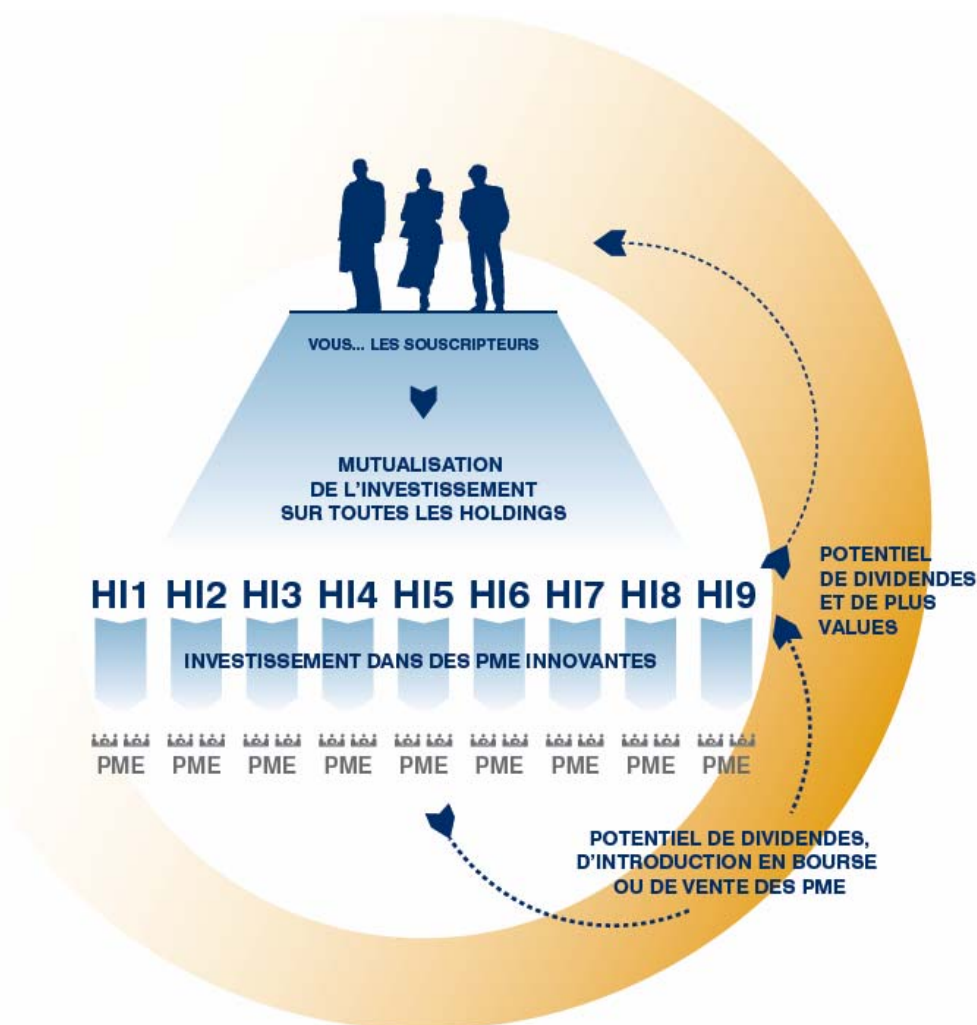 VOUS... LES SOUSCRIPTEURS
MUTUALISATION
DE L'INVESTISSEMENT
SUR TOUTES LES HOLDINGS
HI1 HI2 HI3 HI4 HI5 HI6 HI7 HI8 HI9
INVESTISSEMENT DANS DES PME INNOVANTES
PME PME PME PME PME PME PME PME PME
POTENTIEL
DE DIVIDENDES
ET DE PLUS
VALUES
POTENTIEL DE DIVIDENDES,
D'INTRODUCTION EN BOURSE
OU DE VENTE DES PME